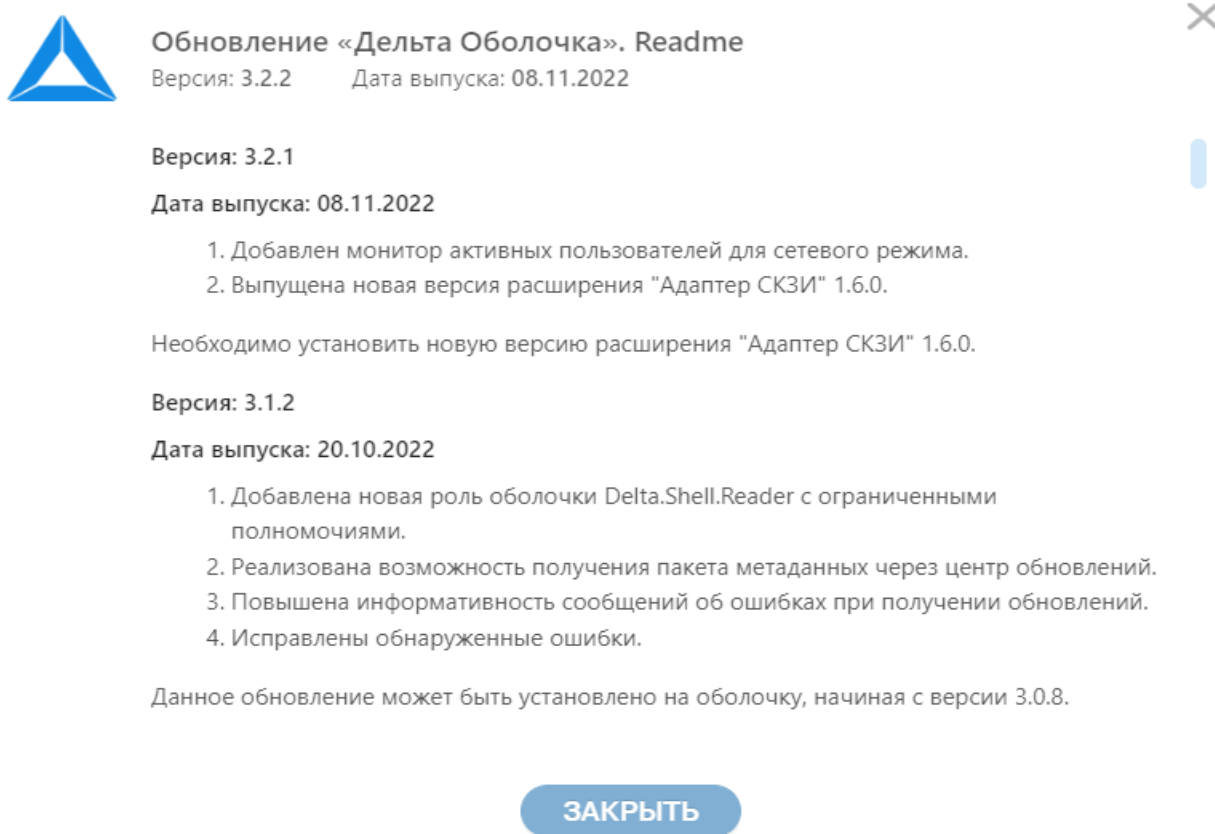 Обновление «Дельта Оболочка». Readme
Версия: 3.2.2 Дата выпуска: 08.11.2022
Версия: 3.2.1
Дата выпуска: 08.11.2022
1. Добавлен монитор активных пользователей для сетевого режима.
2. Выпущена новая версия расширения "Адаптер СКЗИ" 1.6.0.
Необходимо установить новую версию расширения "Адаптер СКЗИ" 1.6.0.
Версия: 3.1.2
Дата выпуска: 20.10.2022
1. Добавлена новая роль оболочки Delta.Shell.Reader с ограниченными
полномочиями.
2. Реализована возможность получения пакета метаданных через центр обновлений.
3. Повышена информативность сообщений об ошибках при получении обновлений.
4. Исправлены обнаруженные ошибки.
Данное обновление может быть установлено на оболочку, начиная с версии 3.0.8.
ЗАКРЫТЬ